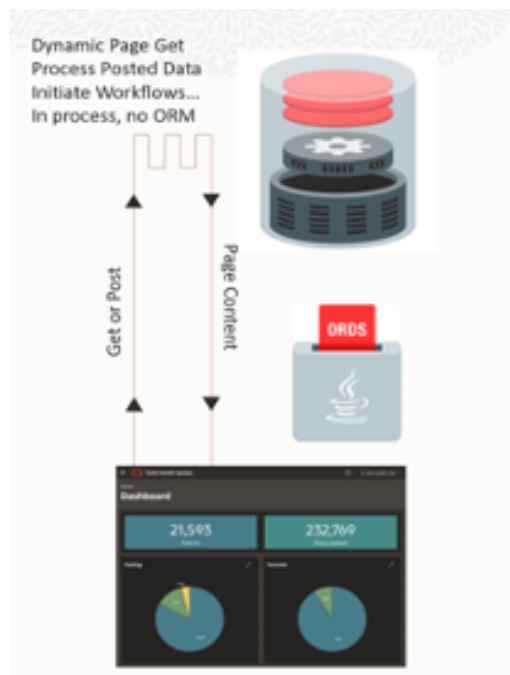 Dynamic Page Get
Process Posted Data
Initiate Workflows...
In process, no ORM
Get or Post
Page Content
ORDS
Dashboard
21,593
232,769